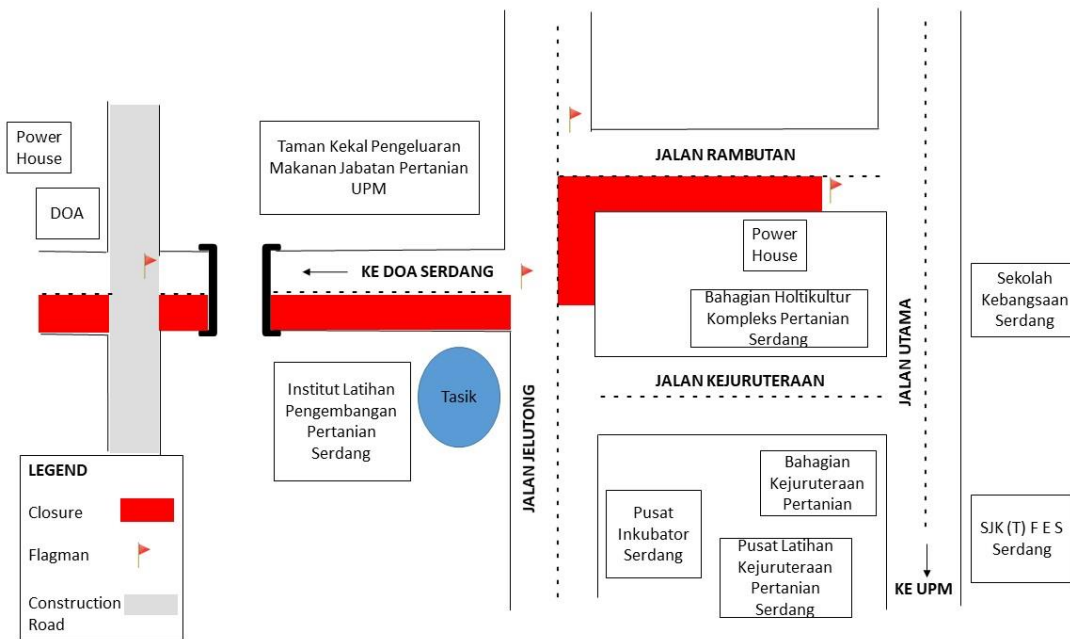 Power
House
DOA
Taman Kekal Pengeluaran
Makanan Jabatan Pertanian
UPM
JALAN RAMBUTAN
KE DOA SERDANG
Power
House
Bahagian Holtikultur
Kompleks Pertanian
Serdang
Sekolah
Kebangsaan
Serdang
JALAN UTAMA
JALAN KEJURUTERAAN
Tasik
Institut Latihan
Pengembangan
Pertanian
Serdang
JALAN JELUTONG
Bahagian
Kejuruteraan
Pertanian
Pusat
Inkubator
Serdang
Pusat Latihan
Kejuruteraan
Pertanian
Serdang
SJK (T) F E S
Serdang
KE UPM
LEGEND
Closure
Flagman
Construction
Road